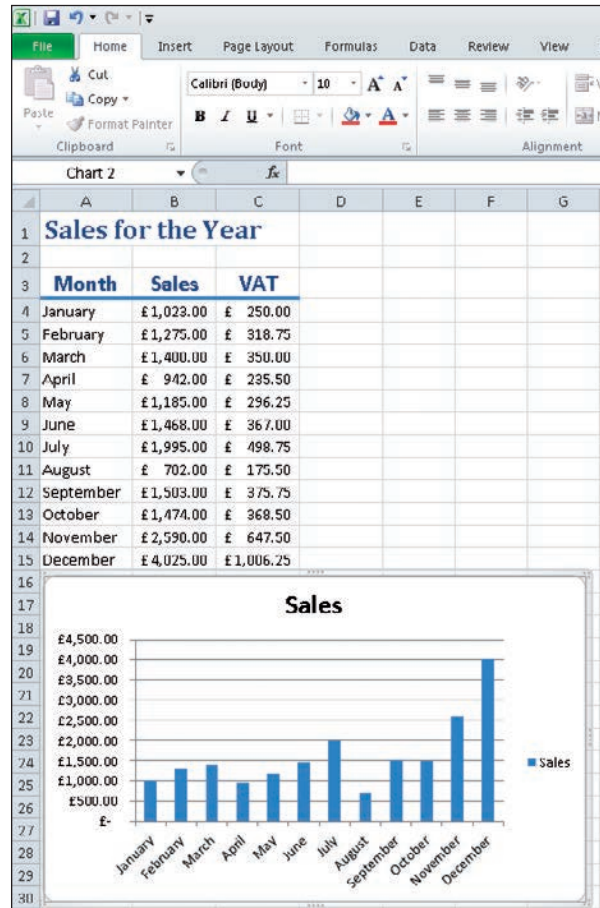 File Home Insert Page Layout Formulas Data Review View
Cut
Copy
Format Painter
Paste
Clipboard
Calibri (Body) 10 A A
B I U A
Font
Alignment
Chart 2 fx
A B C D E F G
1 Sales for the Year
2
3 Month Sales VAT
4 January £1,023.00 £ 250.00
5 February £1,275.00 £ 318.75
6 March £1,400.00 £ 350.00
7 April £ 942.00 £ 235.50
8 May £1,185.00 £ 296.25
9 June £1,468.00 £ 367.00
10 July £1,995.00 £ 498.75
11 August £ 702.00 £ 175.50
12 September £1,503.00 £ 375.75
13 October £1,474.00 £ 368.50
14 November £2,590.00 £ 647.50
15 December £4,025.00 £1,006.25
16
17
18
19
20
21
22
23
24
25
26
27
28
29
30
Sales
£4,500.00
£4,000.00
£3,500.00
£3,000.00
£2,500.00
£2,000.00
£1,500.00
£1,000.00
£500.00
£-
January February March April May June July August September October November December
Sales